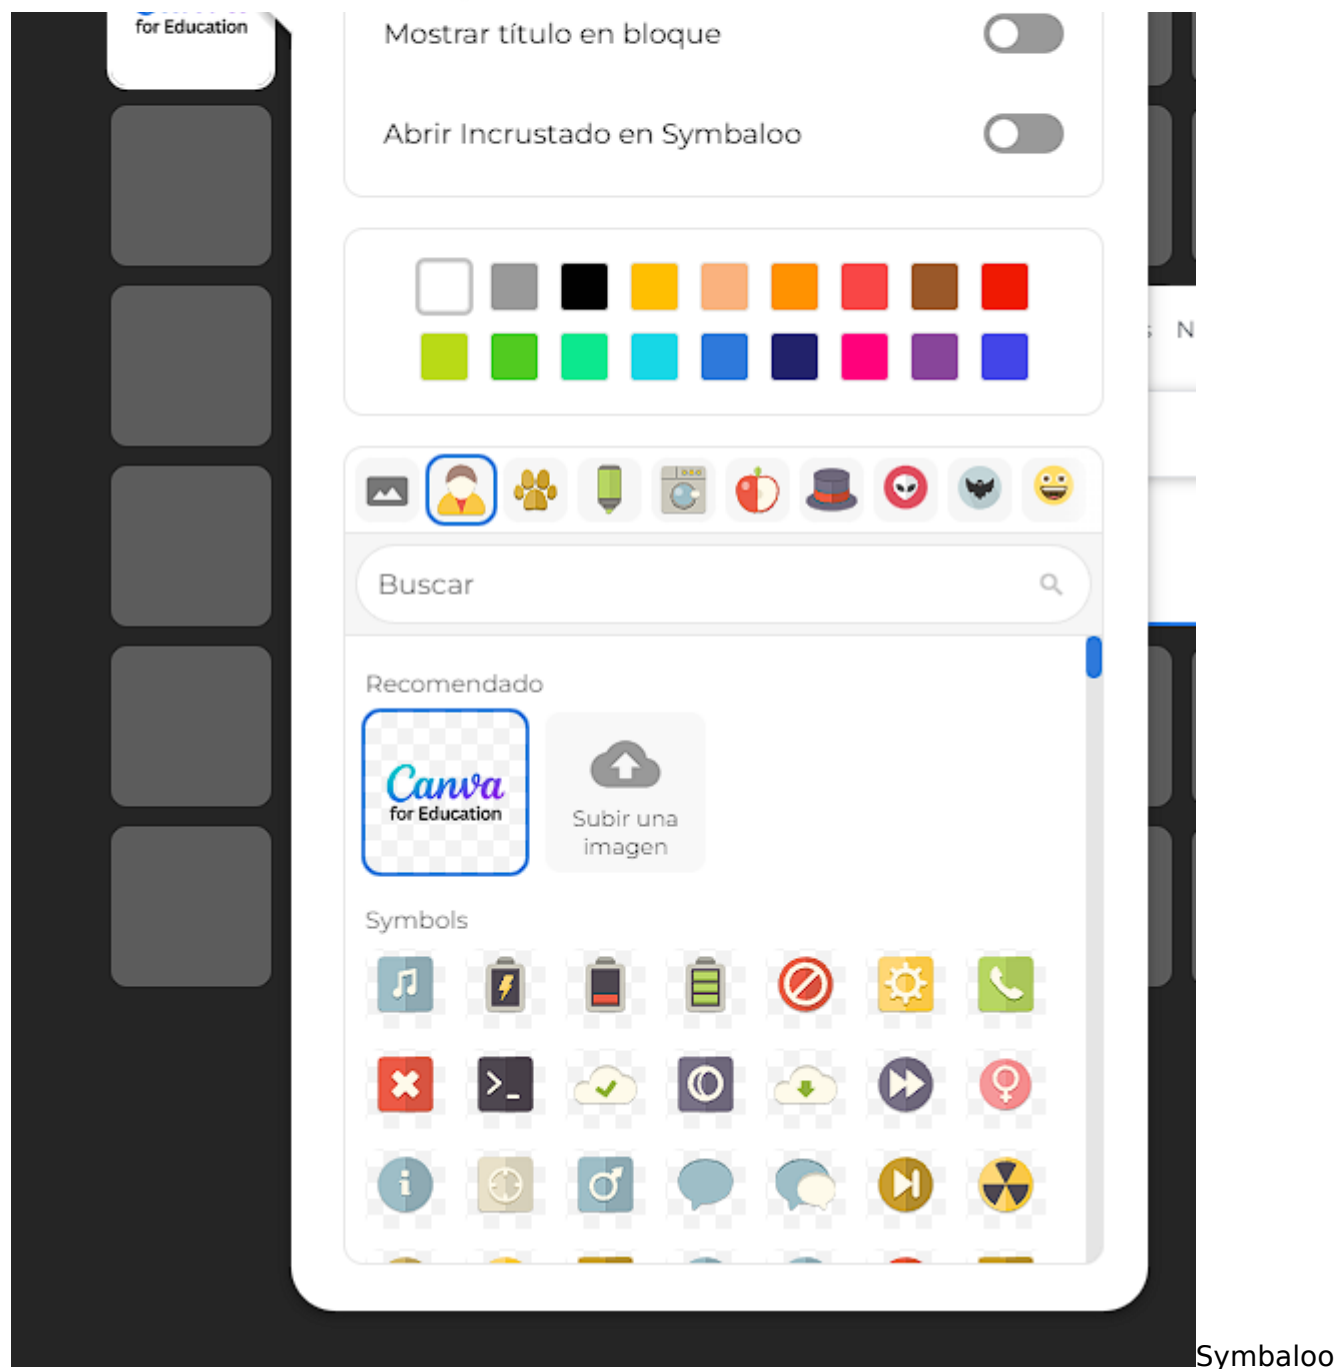 for Education
Mostrar título en bloque
Abrir Incrustado en Symbaloo
N
Buscar
Recomendado
Canva
for Education
Subir una
imagen
Symbols
Symbaloo